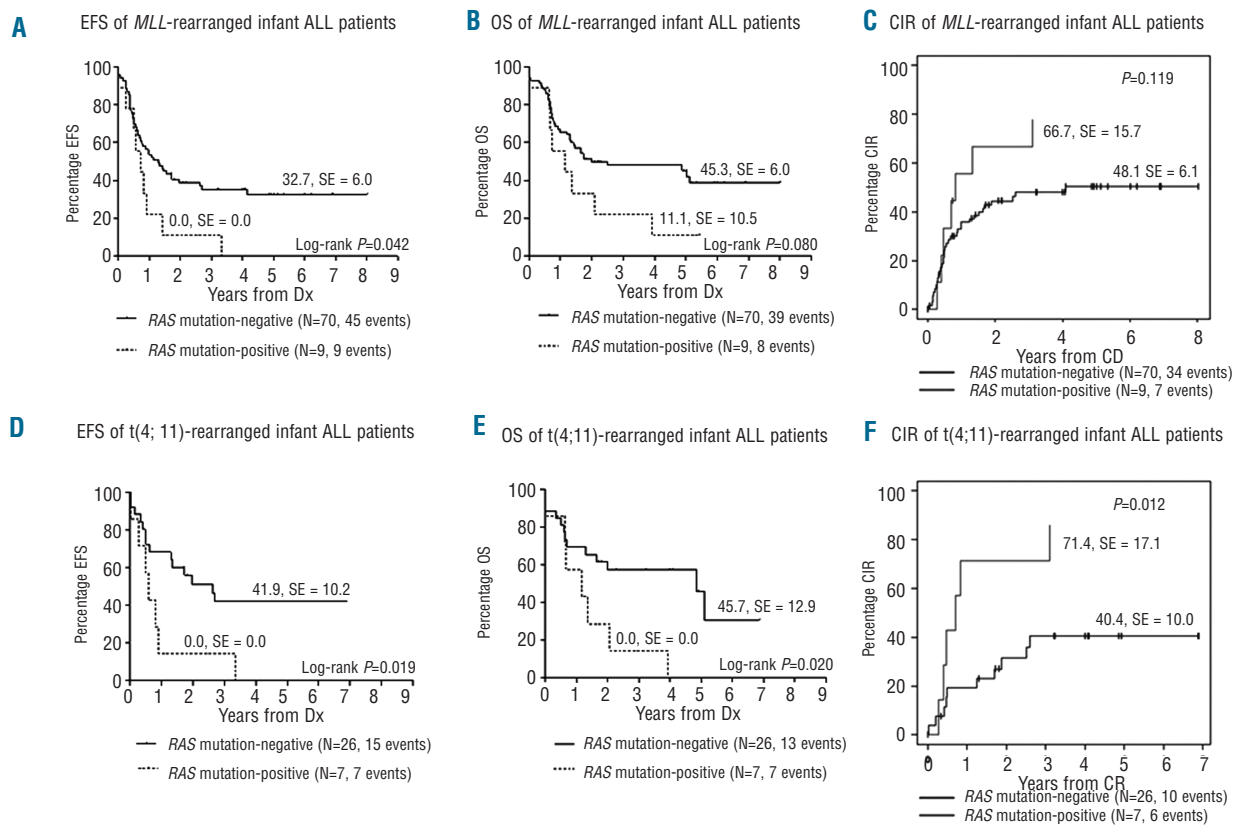 A EFS of MLL-rearranged infant ALL patients
100
80
60
40
20
0
Percentage EFS
32.7, SE = 6.0
0.0, SE = 0.0
Log-rank P=0.042
0 1 2 3 4 5 6 7 8 9
Years from Dx
RAS mutation-negative (N=70, 45 events)
RAS mutation-positive (N=9, 9 events)
B OS of MLL-rearranged infant ALL patients
100
80
60
40
20
0
Percentage OS
45.3, SE = 6.0
11.1, SE = 10.5
Log-rank P=0.080
0 1 2 3 4 5 6 7 8 9
Years from Dx
RAS mutation-negative (N=70, 39 events)
RAS mutation-positive (N=9, 8 events)
C CIR of MLL-rearranged infant ALL patients
100
80
60
40
20
0
Percentage CIR
P=0.119
66.7, SE = 15.7
48.1 SE = 6.1
0 2 4 6 8
Years from CD
RAS mutation-negative (N=70, 34 events)
RAS mutation-positive (N=9, 7 events)
D EFS of t(4; 11)-rearranged infant ALL patients
100
80
60
40
20
0
Percentage EFS
41.9, SE = 10.2
0.0, SE = 0.0
Log-rank P=0.019
0 1 2 3 4 5 6 7 8 9
Years from Dx
RAS mutation-negative (N=26, 15 events)
RAS mutation-positive (N=7, 7 events)
E OS of t(4;11)-rearranged infant ALL patients
100
80
60
40
20
0
Percentage OS
45.7, SE = 12.9
0.0, SE = 0.0
Log-rank P=0.020
0 1 2 3 4 5 6 7 8 9
Years from Dx
RAS mutation-negative (N=26, 13 events)
RAS mutation-positive (N=7, 7 events)
F CIR of t(4;11)-rearranged infant ALL patients
100
80
60
40
20
0
Percentage CIR
P=0.012
71.4, SE = 17.1
40.4, SE = 10.0
0 1 2 3 4 5 6 7
Years from CR
RAS mutation-negative (N=26, 10 events)
RAS mutation-positive (N=7, 6 events)